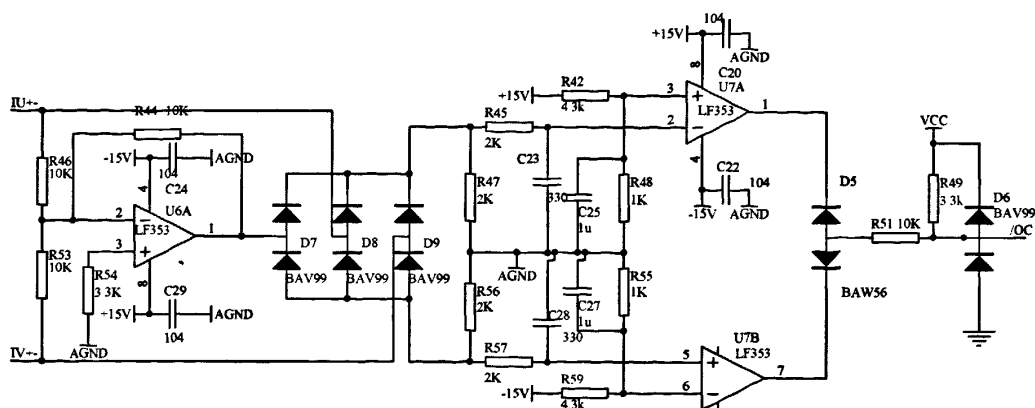 IU+-
R44 10K
R46
10K
-15V
104
C24
AGND
U6A
LF353
2
3
1
4
8
R53
10K
R54
3 3K
AGND
+15V
C29
104
AGND
IV+-
D7
BAV99
D8
BAV99
D9
BAV99
R45
2K
R47
2K
R56
2K
R57
2K
C23
330
C28
330
AGND
C25
1u
C27
1u
+15V
R42
4 3K
R48
1K
R55
1K
-15V
R59
4 3k
104
+15V
AGND
C20
U7A
LF353
3
2
1
8
4
C22
104
-15V
AGND
U7B
LF353
5
6
7
D5
BAW56
R51 10K
VCC
R49
3 3k
D6
BAV99
/OC